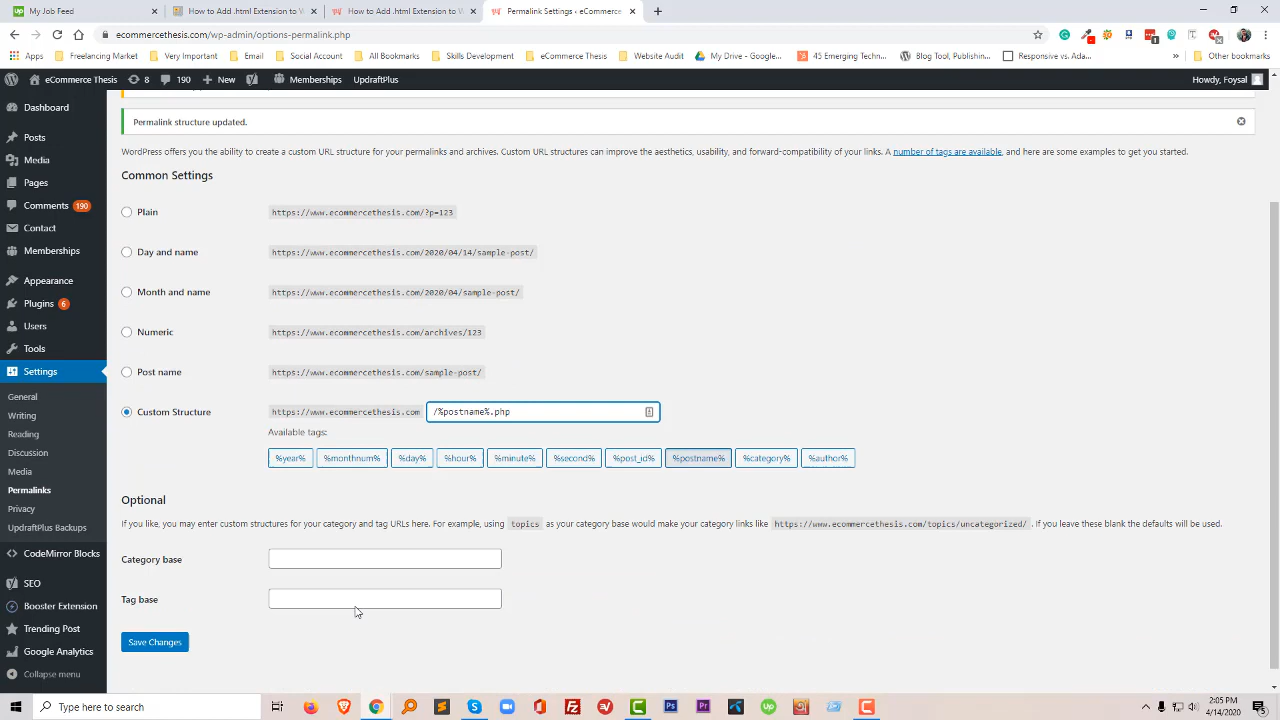 My Job Feed
How to Add .html Extension to W
How to Add .html Extension to W
Permalink Settings ‹ eCommerce
ecommercethesis.com/wp-admin/options-permalink.php
Apps
Freelancering
Very Important
Email
Social Account
All Bookmarks
Skills Development
eCommerce Thesis
Website Audit
My Drive - Google...
45 Emerging Techn...
Blog Tool, Publishin...
Responsive vs. Ada...
»
Other bookmarks
eCommerce Thesis
8
190
New
Memberships
UpdraftPlus
Howdy, Foysal
Dashboard
Posts
Media
Pages
Comments 190
Contact
Memberships
Appearance
Plugins 6
Users
Tools
Settings
General
Writing
Reading
Discussion
Media
Permalinks
Privacy
UpdraftPlus Backups
CodeMirror Blocks
SEO
Booster Extension
Trending Post
Google Analytics
Collapse menu
Permalink structure updated.
WordPress offers you the ability to create a custom URL structure for your permalinks and archives. Custom URL structures can improve the aesthetics, usability, and forward-compatibility of your links. A number of tags are available, and here are some examples to get you started.
Common Settings
Plain https://www.ecommercethesis.com/?p=123
Day and name https://www.ecommercethesis.com/2020/04/14/sample-post/
Month and name https://www.ecommercethesis.com/2020/04/sample-post/
Numeric https://www.ecommercethesis.com/archives/123
Post name https://www.ecommercethesis.com/sample-post/
Custom Structure https://www.ecommercethesis.com /%postname%.php
Available tags:
%year% %monthnum% %day% %hour% %minute% %second% %post_id% %postname% %category% %author%
Optional
If you like, you may enter custom structures for your category and tag URLs here. For example, using topics as your category base would make your category links like https://www.ecommercethesis.com/topics/uncategorized/ . If you leave these blank the defaults will be used.
Category base
Tag base
Save Changes
Type here to search
2:05 PM
4/14/2020